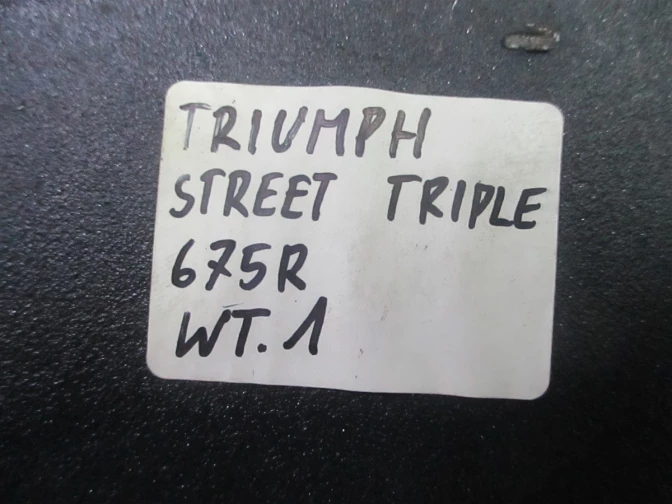 TRIUMPH
STREET TRIPLE
675R
WT. 1